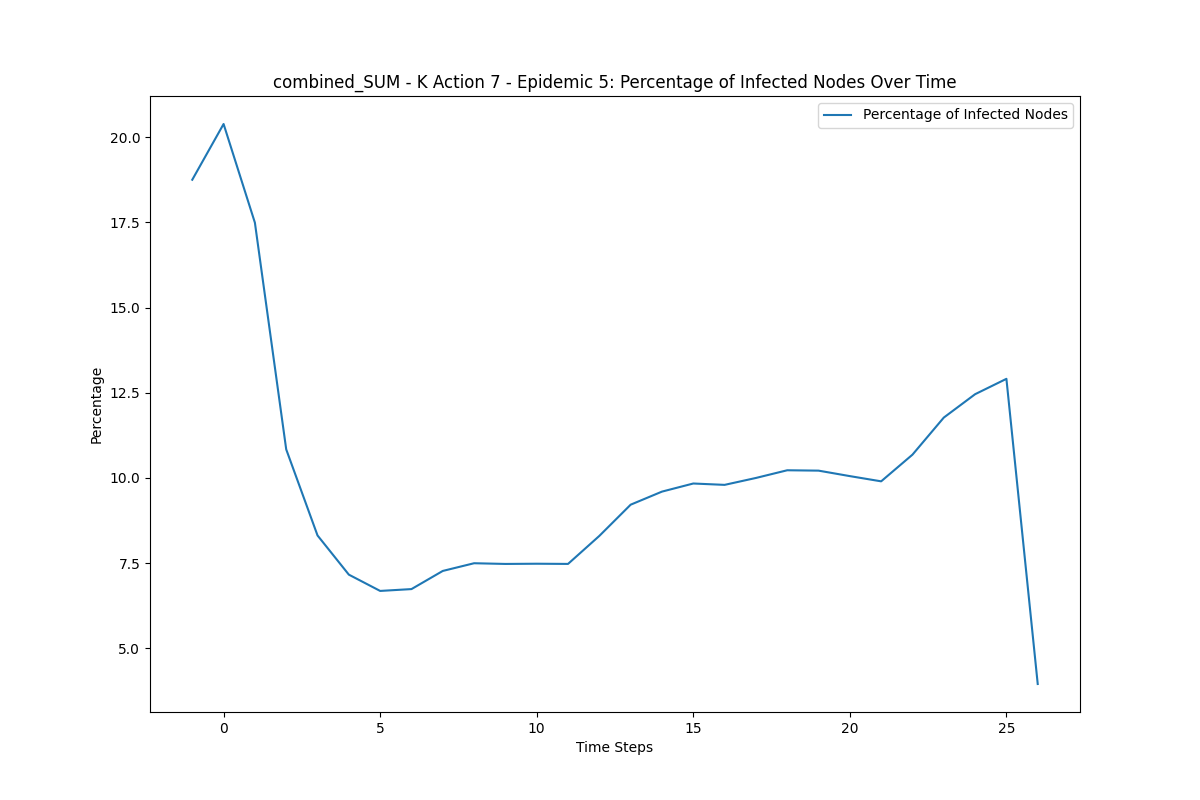 combined_SUM - K Action 7 - Epidemic 5: Percentage of Infected Nodes Over Time
Percentage of Infected Nodes
20.0
17.5
15.0
12.5
10.0
7.5
5.0
Percentage
0 5 10 15 20 25
Time Steps